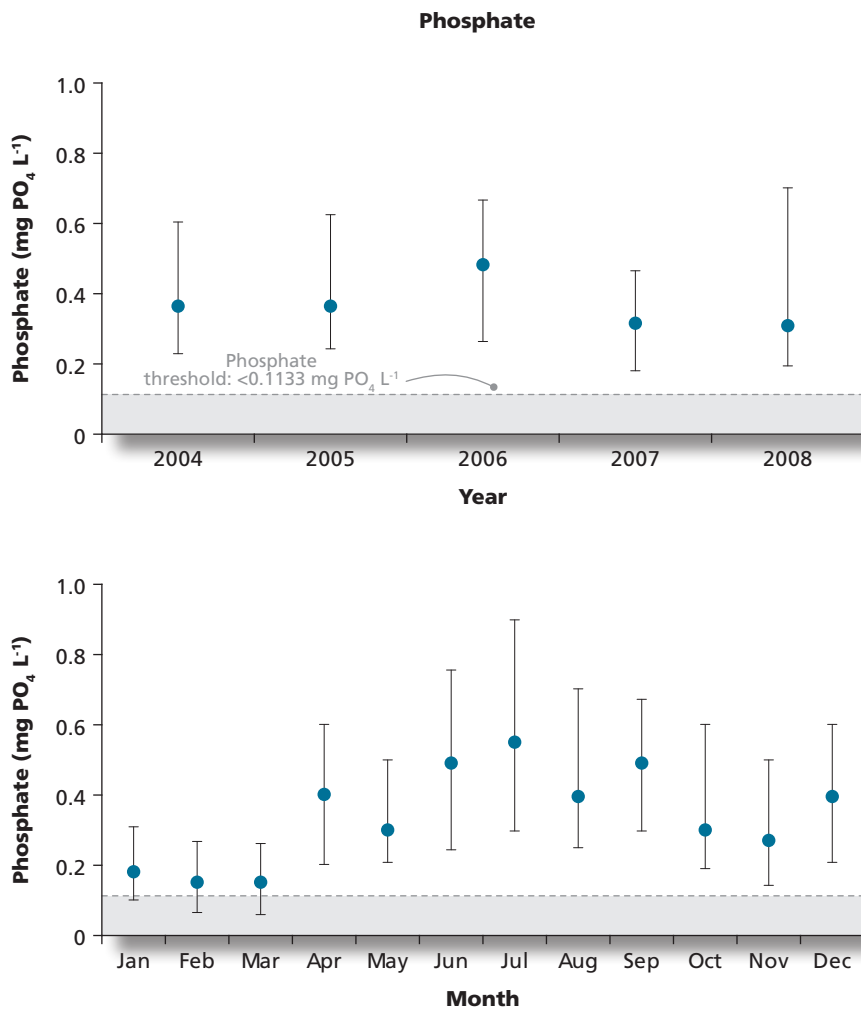 Phosphate
Phosphate (mg PO₄ L⁻¹)
1.0
0.8
0.6
0.4
0.2
0
Phosphate
threshold: <0.1133 mg PO₄ L⁻¹
2004 2005 2006 2007 2008
Year
Phosphate (mg PO₄ L⁻¹)
1.0
0.8
0.6
0.4
0.2
0
Jan Feb Mar Apr May Jun Jul Aug Sep Oct Nov Dec
Month